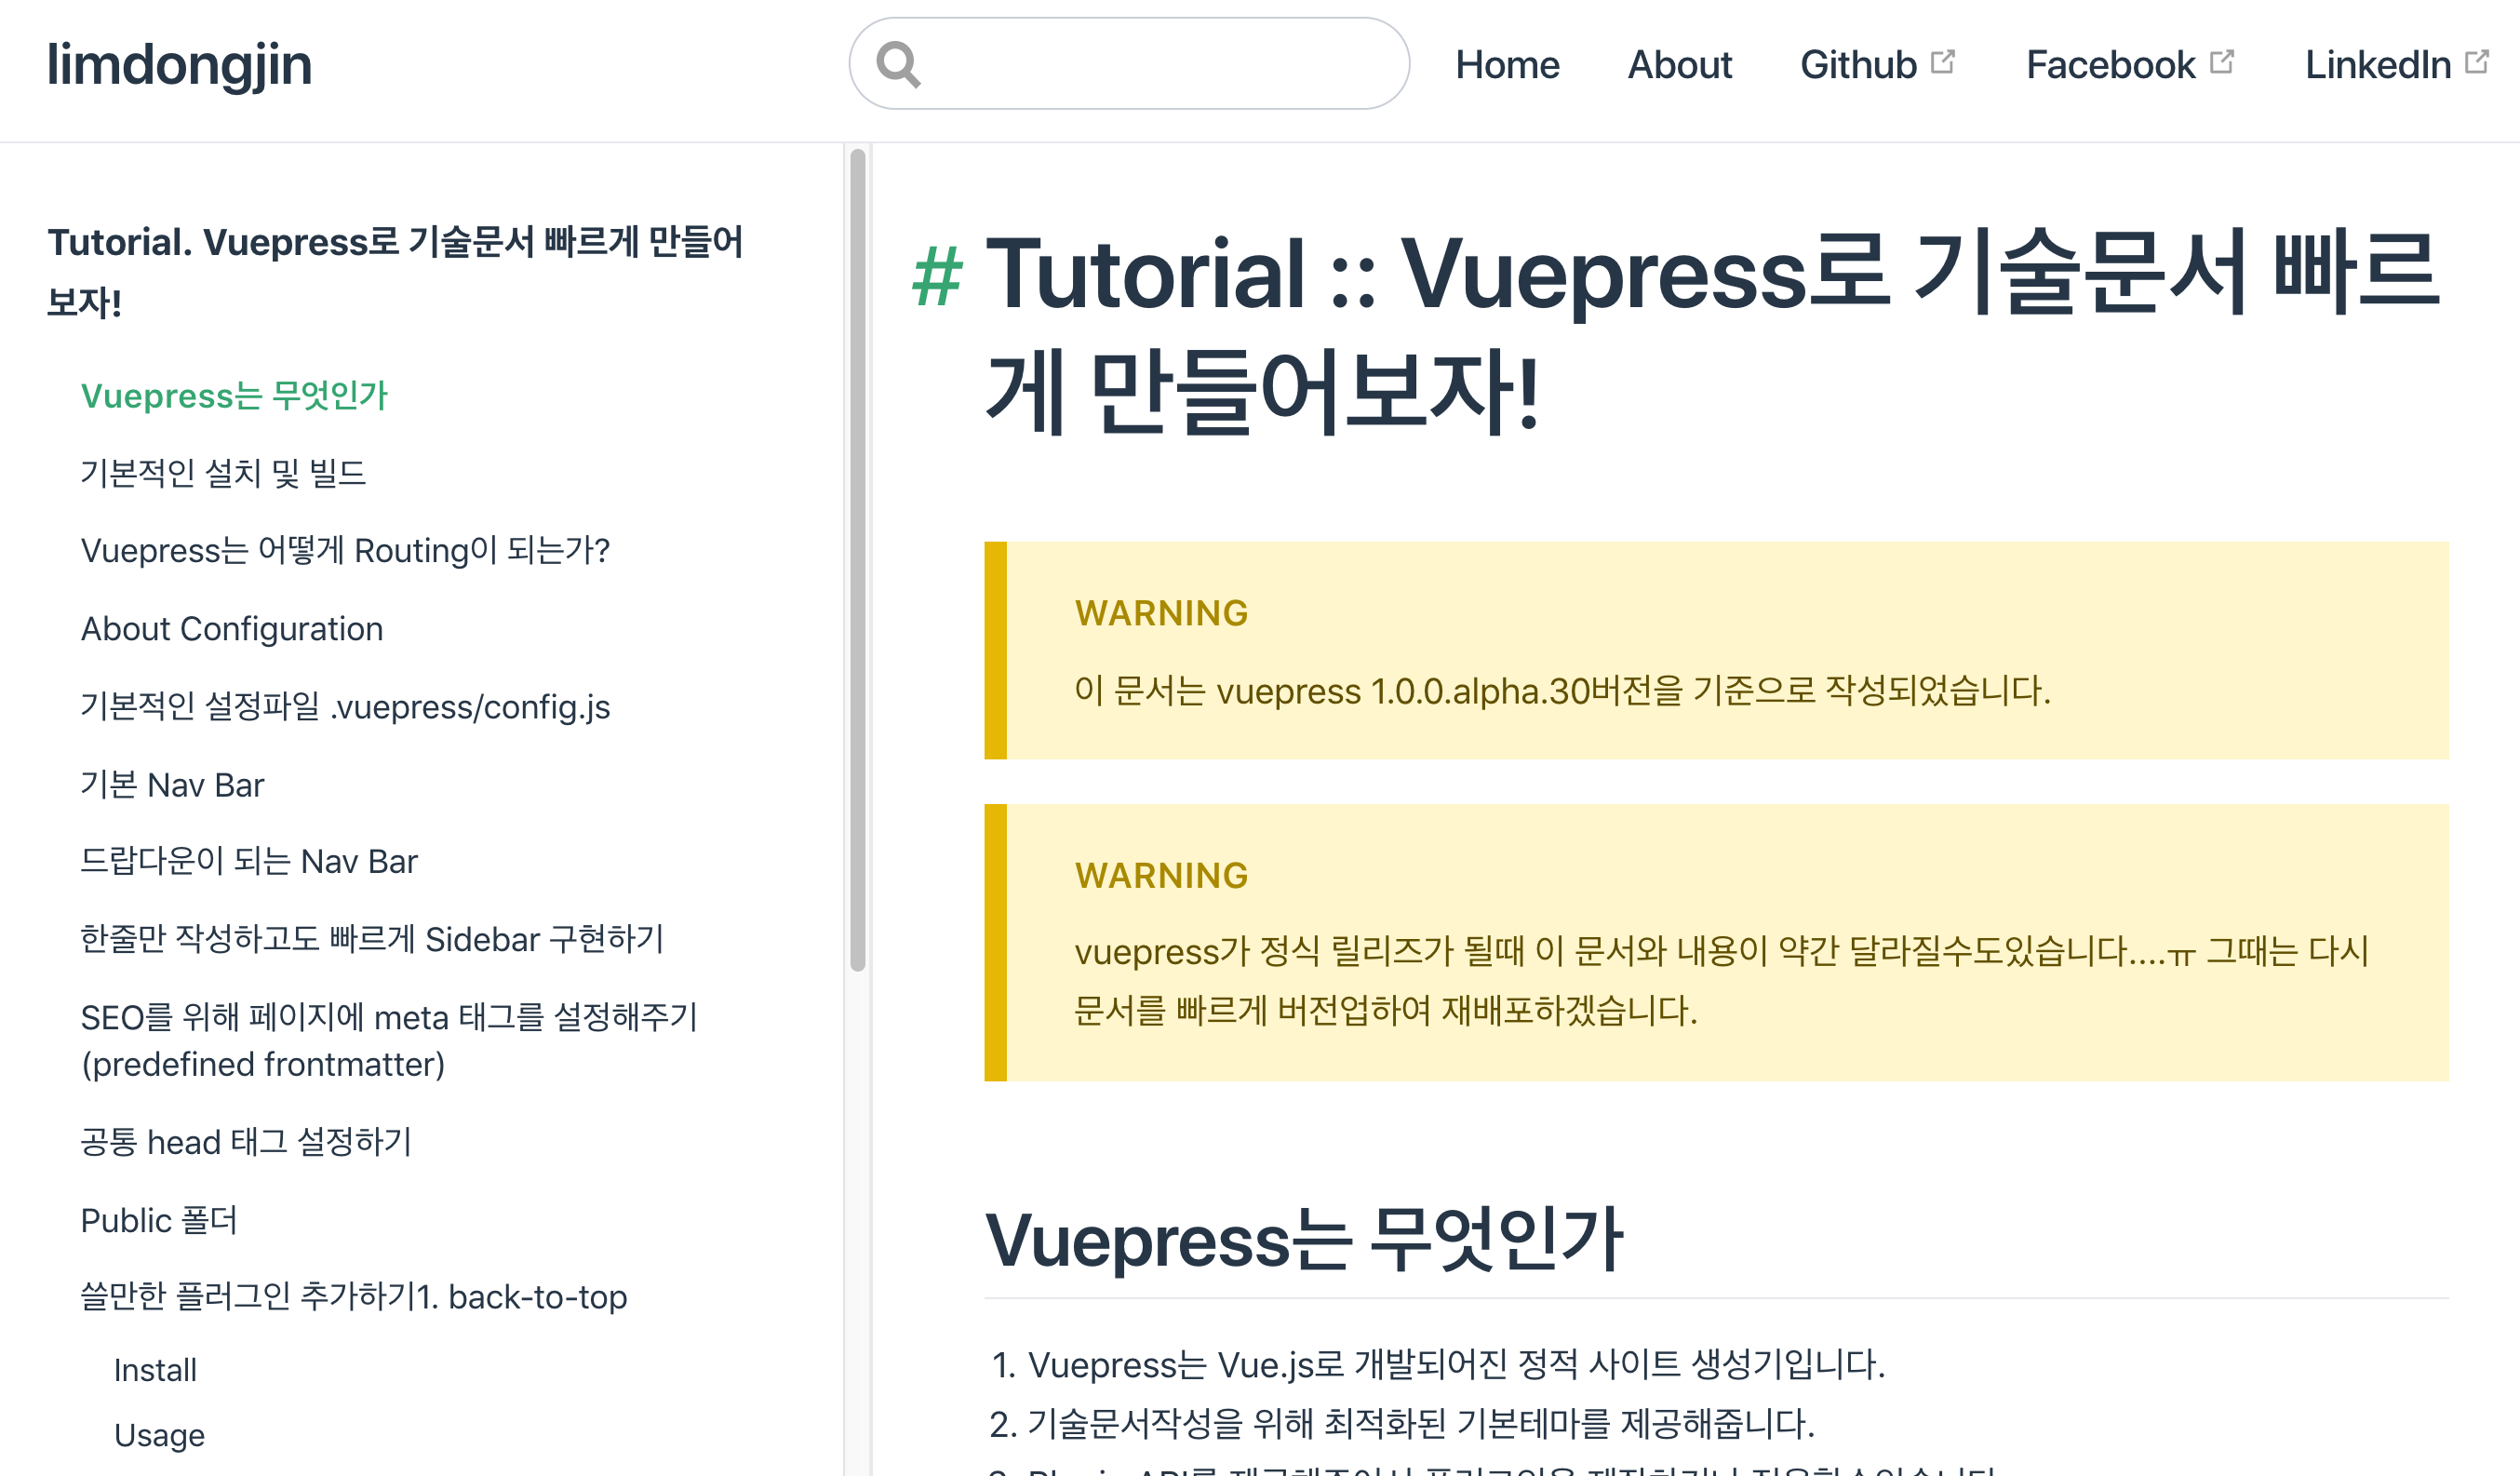 limdongjin
Home About Github Facebook LinkedIn
Tutorial. Vuepress로 기술문서 빠르게 만들어
보자!
Vuepress는 무엇인가
기본적인 설치 및 빌드
Vuepress는 어떻게 Routing이 되는가?
About Configuration
기본적인 설정파일 .vuepress/config.js
기본 Nav Bar
드랍다운이 되는 Nav Bar
한줄만 작성하고도 빠르게 Sidebar 구현하기
SEO를 위해 페이지에 meta 태그를 설정해주기
(predefined frontmatter)
공통 head 태그 설정하기
Public 폴더
쓸만한 플러그인 추가하기1. back-to-top
Install
Usage
# Tutorial :: Vuepress로 기술문서 빠르
게 만들어보자!
WARNING
이 문서는 vuepress 1.0.0.alpha.30버전을 기준으로 작성되었습니다.
WARNING
vuepress가 정식 릴리즈가 될때 이 문서와 내용이 약간 달라질수도있습니다....ㅠ 그때는 다시
문서를 빠르게 버전업하여 재배포하겠습니다.
Vuepress는 무엇인가
1. Vuepress는 Vue.js로 개발되어진 정적 사이트 생성기입니다.
2. 기술문서작성을 위해 최적화된 기본테마를 제공해줍니다.